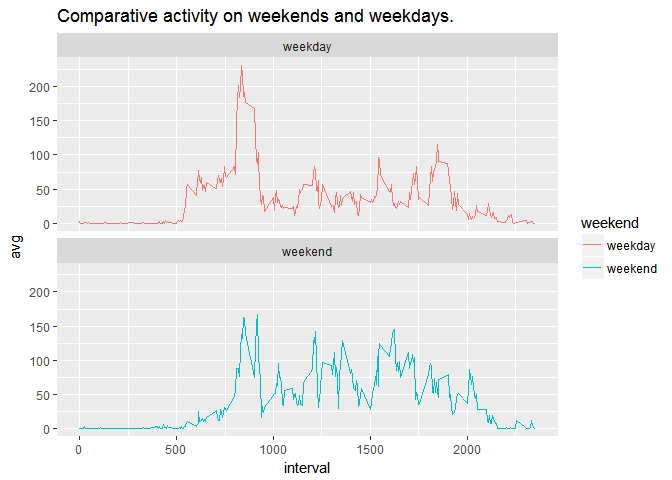 Comparative activity on weekends and weekdays.
weekday
200
150
100
50
0
weekend
200
150
100
50
0
avg
0 500 1000 1500 2000
interval
weekend
weekday
weekend